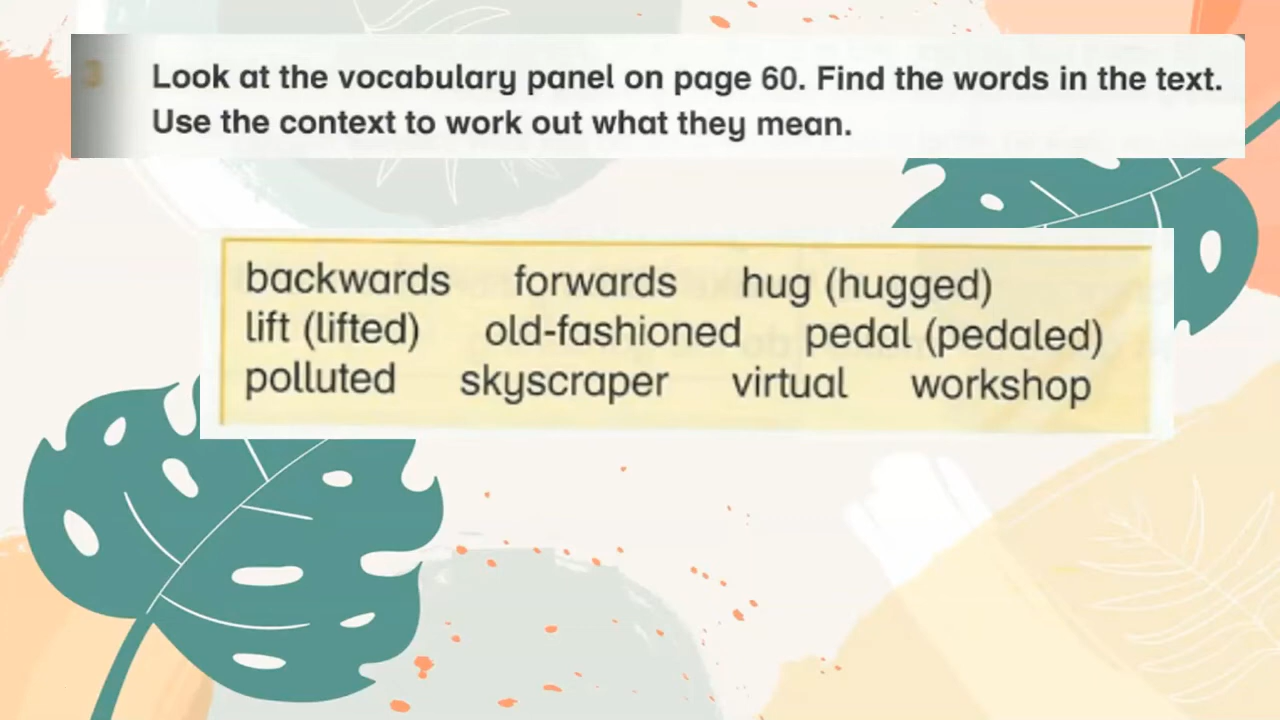 Look at the vocabulary panel on page 60. Find the words in the text.
Use the context to work out what they mean.
backwards forwards hug (hugged)
lift (lifted) old-fashioned pedal (pedaled)
polluted skyscraper virtual workshop